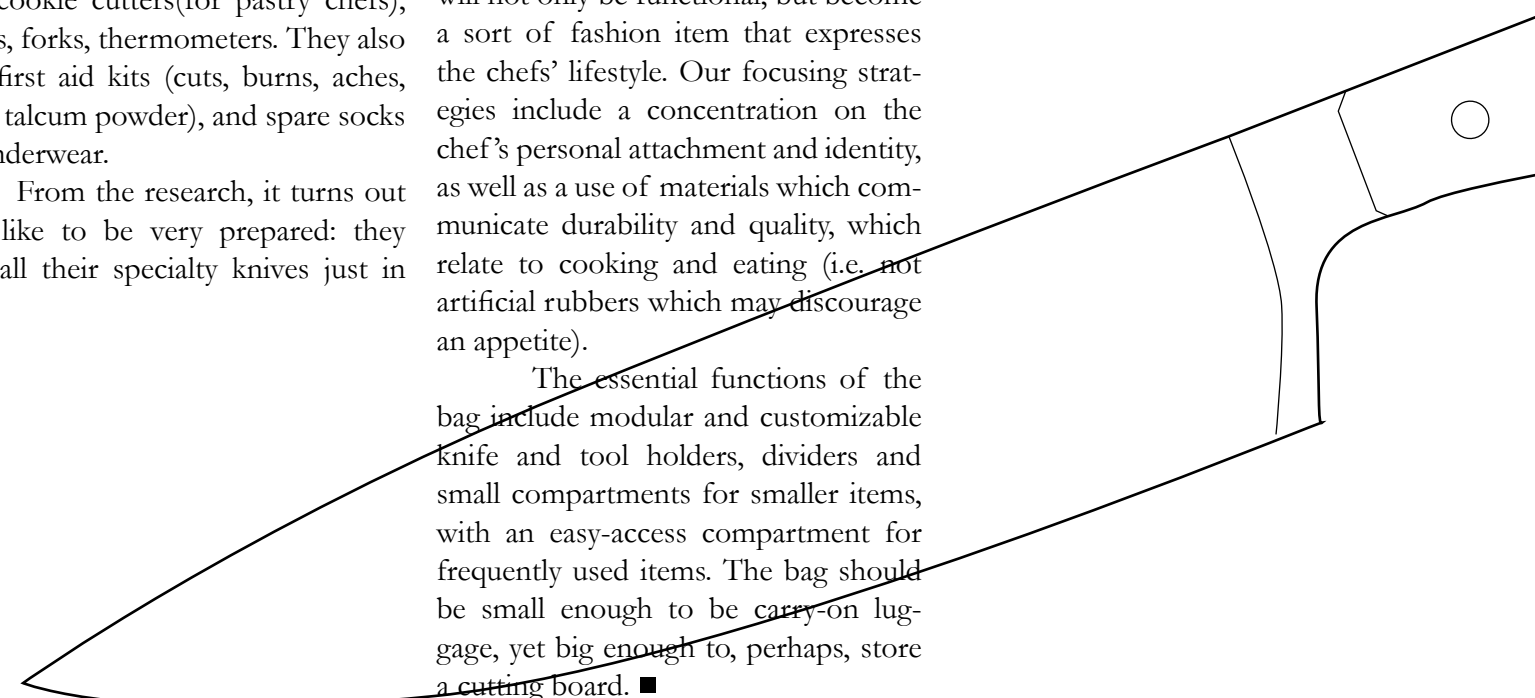 cookie cutters(for pastry chefs),
forks, thermometers. They also
first aid kits (cuts, burns, aches,
talcum powder), and spare socks
From the research, it turns out
like to be very prepared: they
all their specialty knives just in
will not only be functional, but become
a sort of fashion item that expresses
the chefs’ lifestyle. Our focusing strat-
egies include a concentration on the
chef’s personal attachment and identity,
as well as a use of materials which com-
municate durability and quality, which
relate to cooking and eating (i.e. not
artificial rubbers which may discourage
an appetite).
The essential functions of the
bag include modular and customizable
knife and tool holders, dividers and
small compartments for smaller items,
with an easy-access compartment for
frequently used items. The bag should
be small enough to be carry-on lug-
gage, yet big enough to, perhaps, store
a cutting board. ■